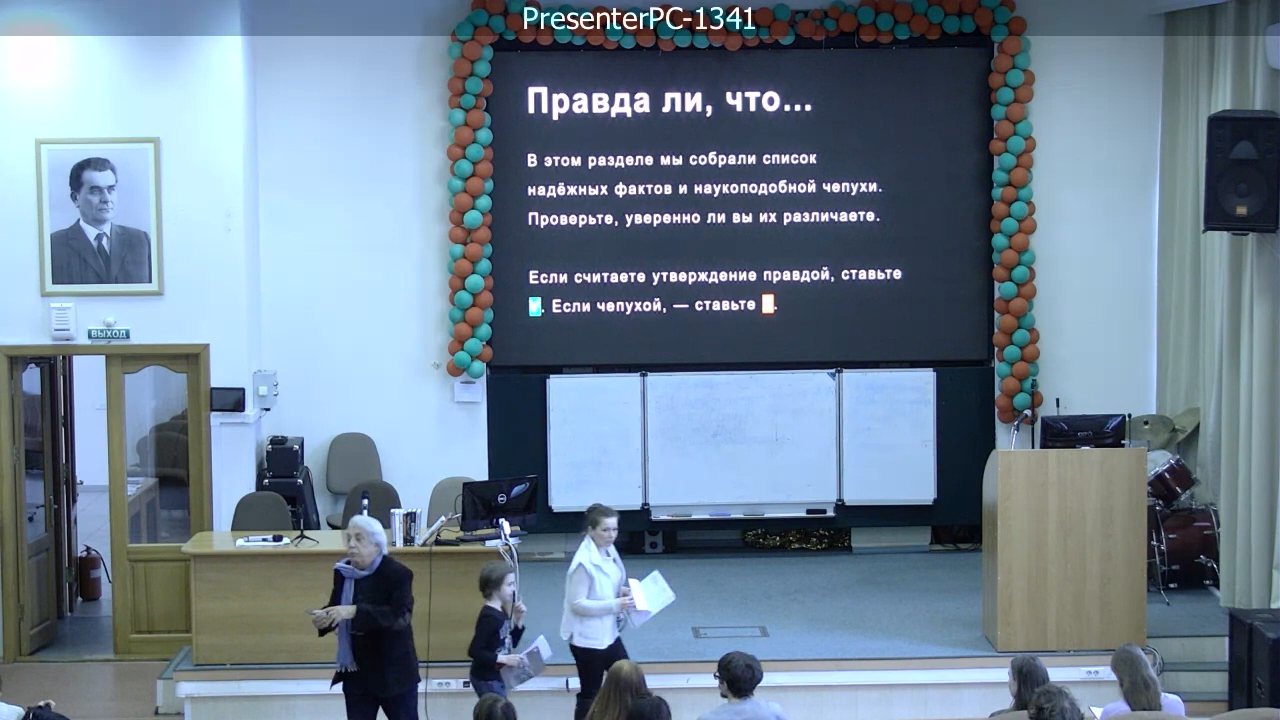 PresenterPC-1341
Правда ли, что...
В этом разделе мы собрали список
надёжных фактов и наукоподобной чепухи.
Проверьте, уверенно ли вы их различаете.
Если считаете утверждение правдой, ставьте
. Если чепухой, — ставьте .
ВЫХОД
DELL